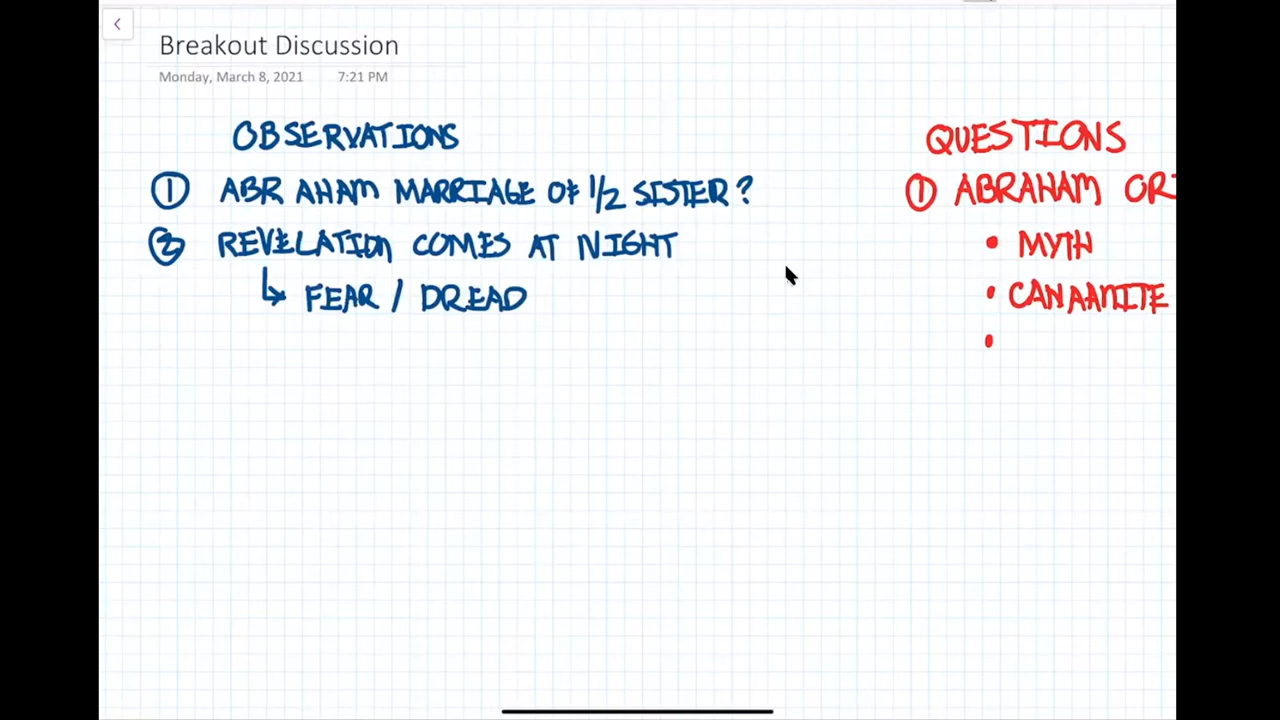 Breakout Discussion
Monday, March 8, 2021 7:21 PM
OBSERVATIONS
① ABRAHAM MARRIAGE OF 1/2 SISTER?
② REVELATION COMES AT NIGHT
↳ FEAR / DREAD
QUESTIONS
① ABRAHAM OR
• MYTH
• CANAANITE
•